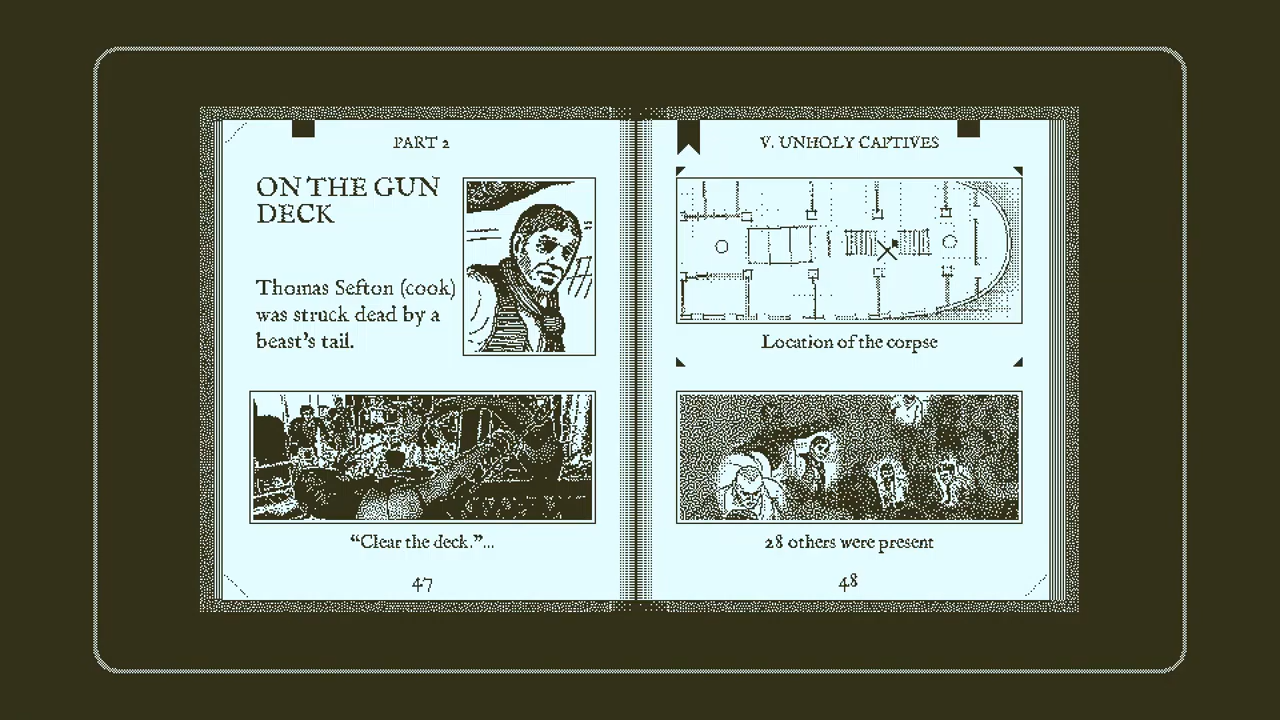 PART 2
ON THE GUN
DECK
Thomas Sefton (cook)
was struck dead by a
beast's tail.
“Clear the deck.”...
47
V. UNHOLY CAPTIVES
Location of the corpse
28 others were present
48